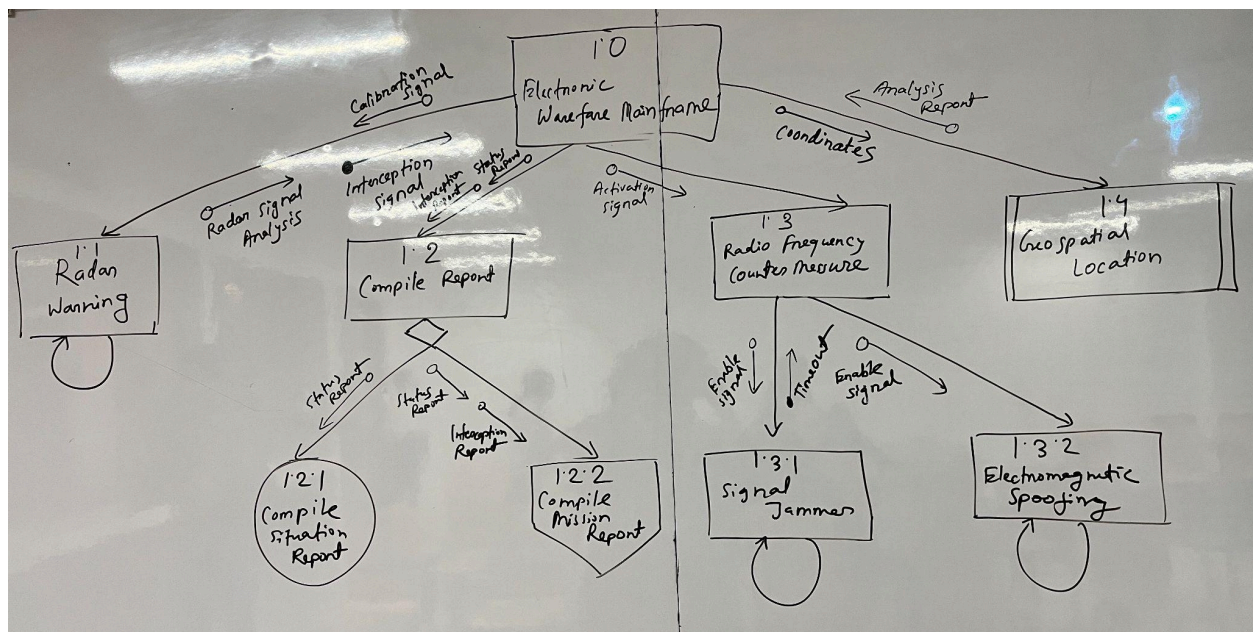 1.0
Electronic
Warefare Mainframe
Calibration
Signal
Interception
Signal
Radar Signal
Analysis
Status
Report
Interception
Report
Activation
Signal
Analysis
Report
Coordinates
1.1
Radar
Warning
1.2
Compile Report
1.3
Radio Frequency
Counter Measure
1.4
Geospatial
Location
Status
Report
Status
Report
Interception
Report
Enable
signal
Timeout
Enable
signal
1.2.1
Compile
Situation
Report
1.2.2
Compile
Mission
Report
1.3.1
Signal
Jammer
1.3.2
Electromagnetic
Spoofing